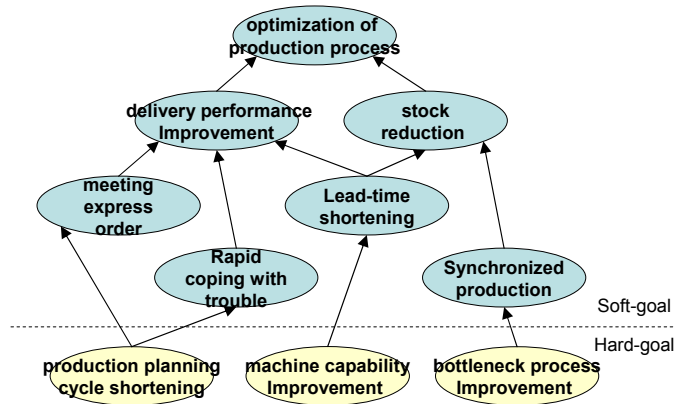 optimization of
production process
delivery performance
Improvement
stock
reduction
meeting
express
order
Lead-time
shortening
Rapid
coping with
trouble
Synchronized
production
Soft-goal
Hard-goal
production planning
cycle shortening
machine capability
Improvement
bottleneck process
Improvement